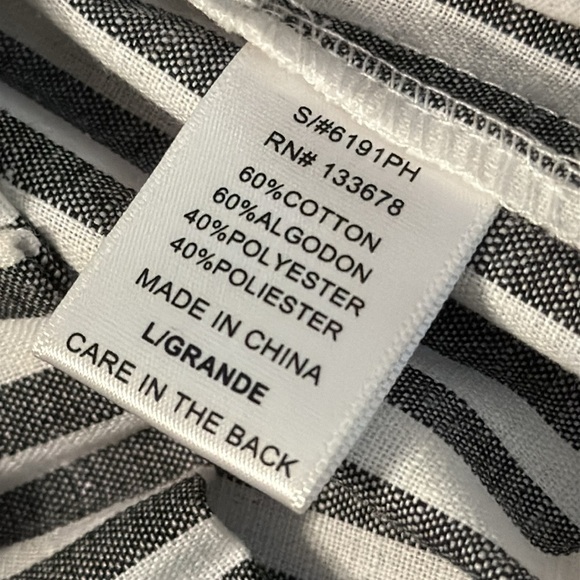 S/#6191PH
RN# 133678
60%COTTON
60%ALGODON
40%POLYESTER
40%POLIESTER
MADE IN CHINA
L/GRANDE
CARE IN THE BACK